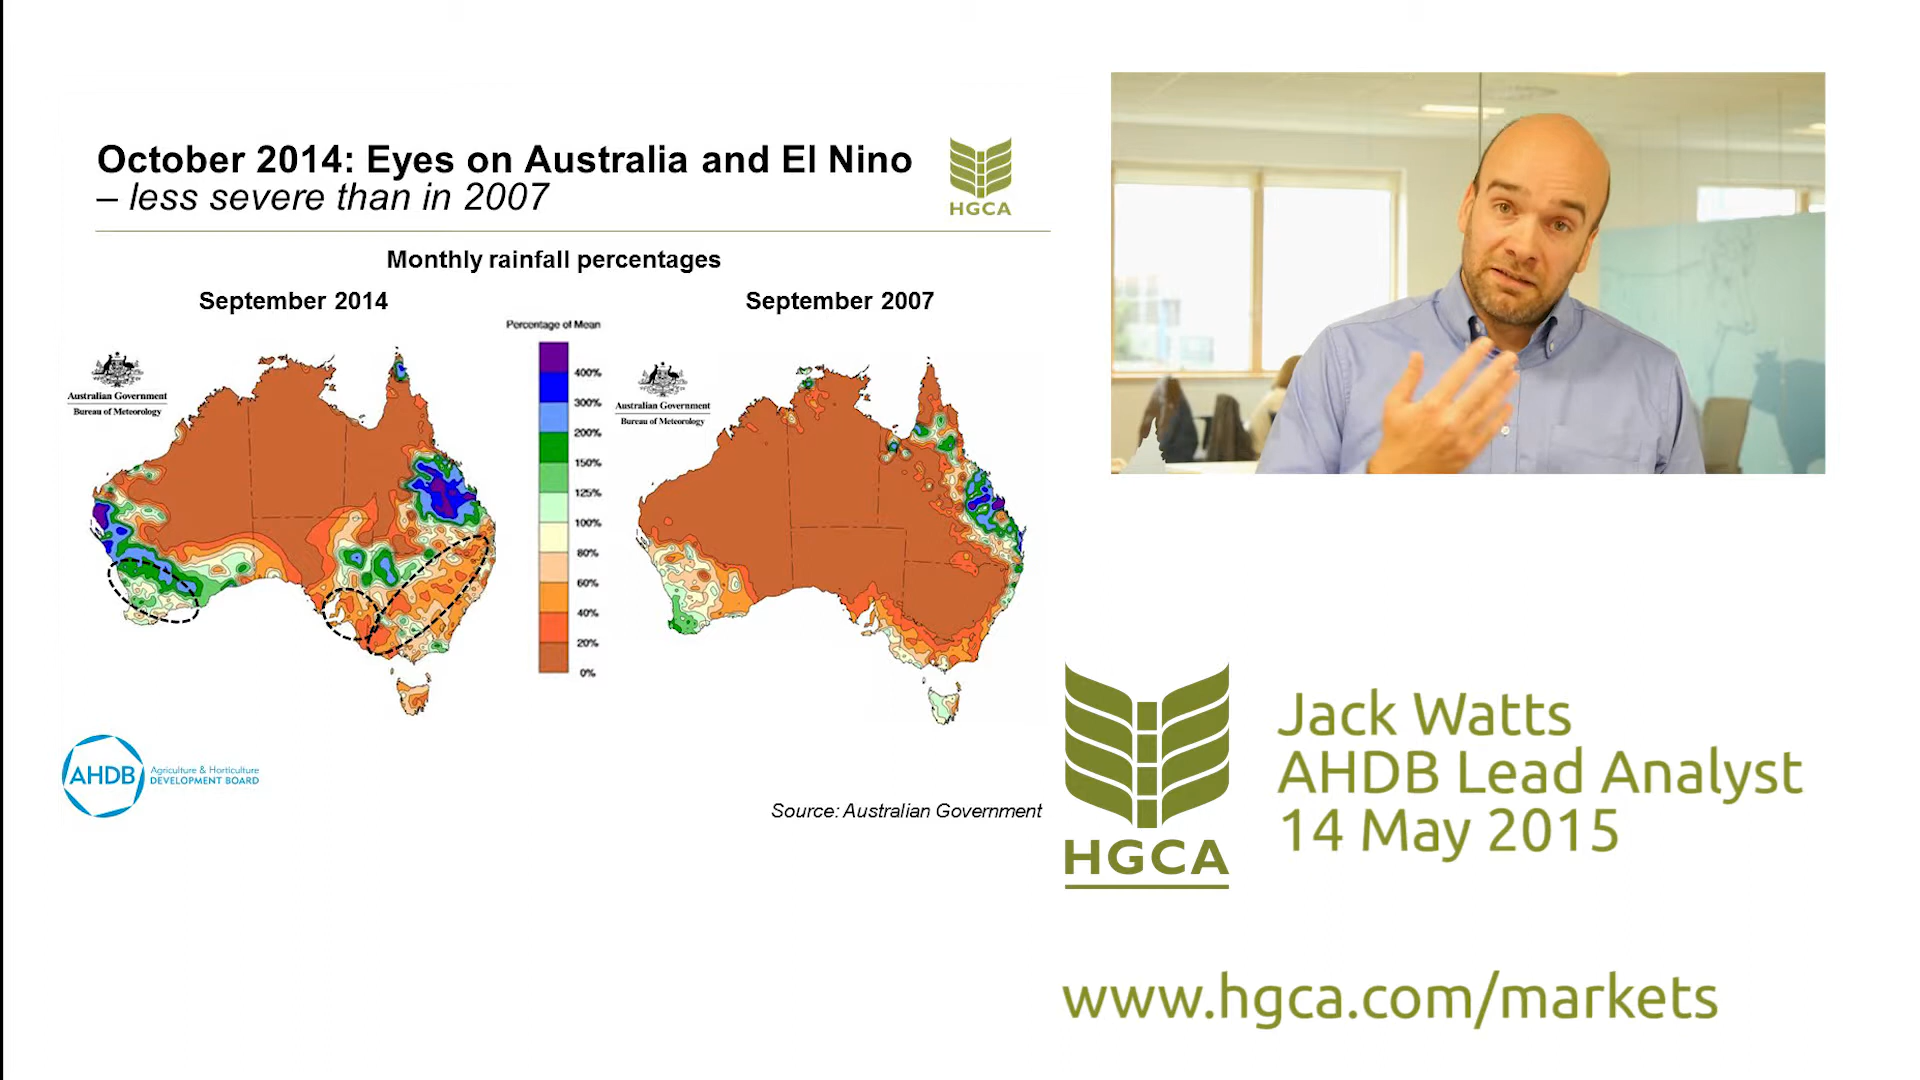 October 2014: Eyes on Australia and El Nino
– less severe than in 2007
HGCA
Monthly rainfall percentages
September 2014
September 2007
Percentage of Mean
400%
300%
200%
150%
125%
100%
80%
60%
40%
20%
0%
Australian Government
Bureau of Meteorology
Australian Government
Bureau of Meteorology
AHDB
Agriculture & Horticulture
DEVELOPMENT BOARD
Source: Australian Government
HGCA
Jack Watts
AHDB Lead Analyst
14 May 2015
www.hgca.com/markets